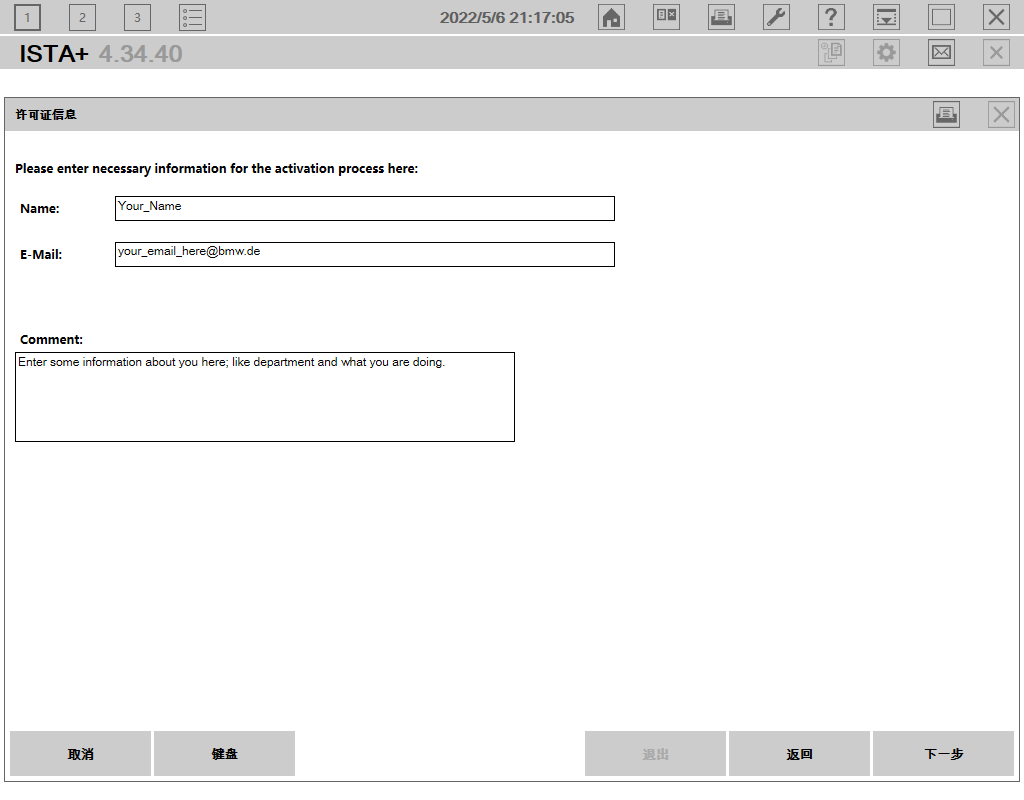 1 2 3 2022/5/6 21:17:05 ?
ISTA+ 4.34.40
许可证信息
Please enter necessary information for the activation process here:
Name: Your_Name
E-Mail: your_email_here@bmw.de
Comment:
Enter some information about you here; like department and what you are doing.
取消 键盘 退出 返回 下一步